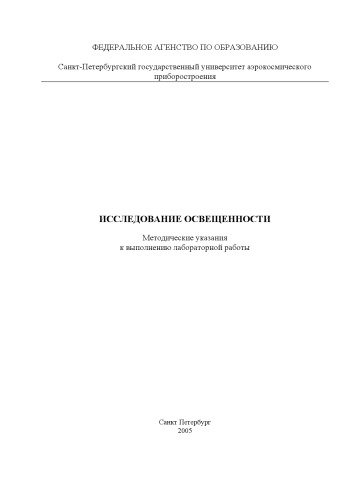 ФЕДЕРАЛЬНОЕ АГЕНСТВО ПО ОБРАЗОВАНИЮ
Санкт-Петербургский государственный университет аэрокосмического
приборостроения
ИССЛЕДОВАНИЕ ОСВЕЩЕННОСТИ
Методические указания
к выполнению лабораторной работы
Санкт Петербург
2005